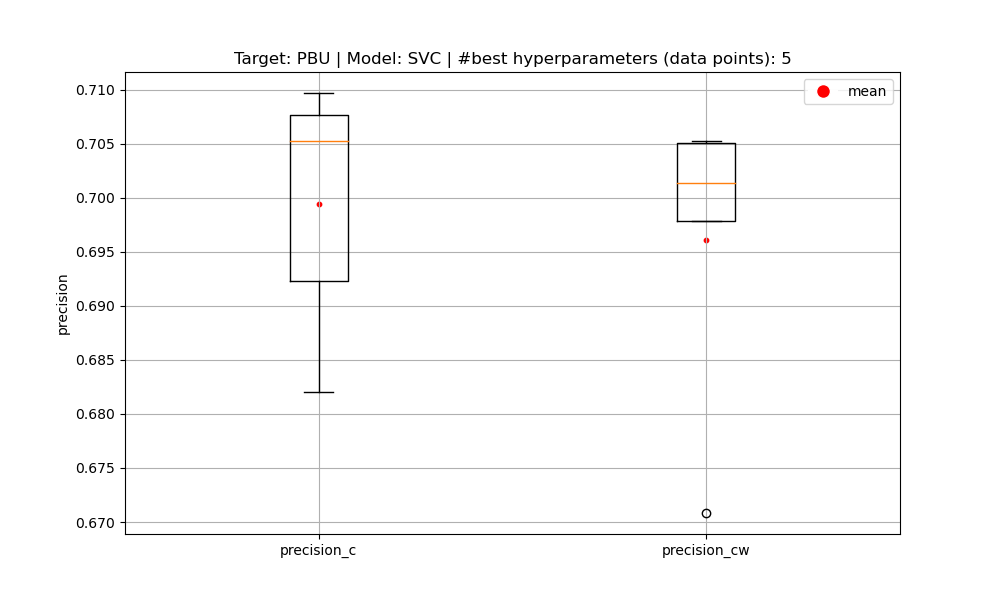 Target: PBU | Model: SVC | #best hyperparameters (data points): 5
mean
0.710
0.705
0.700
0.695
0.690
0.685
0.680
0.675
0.670
precision
precision_c
precision_cw